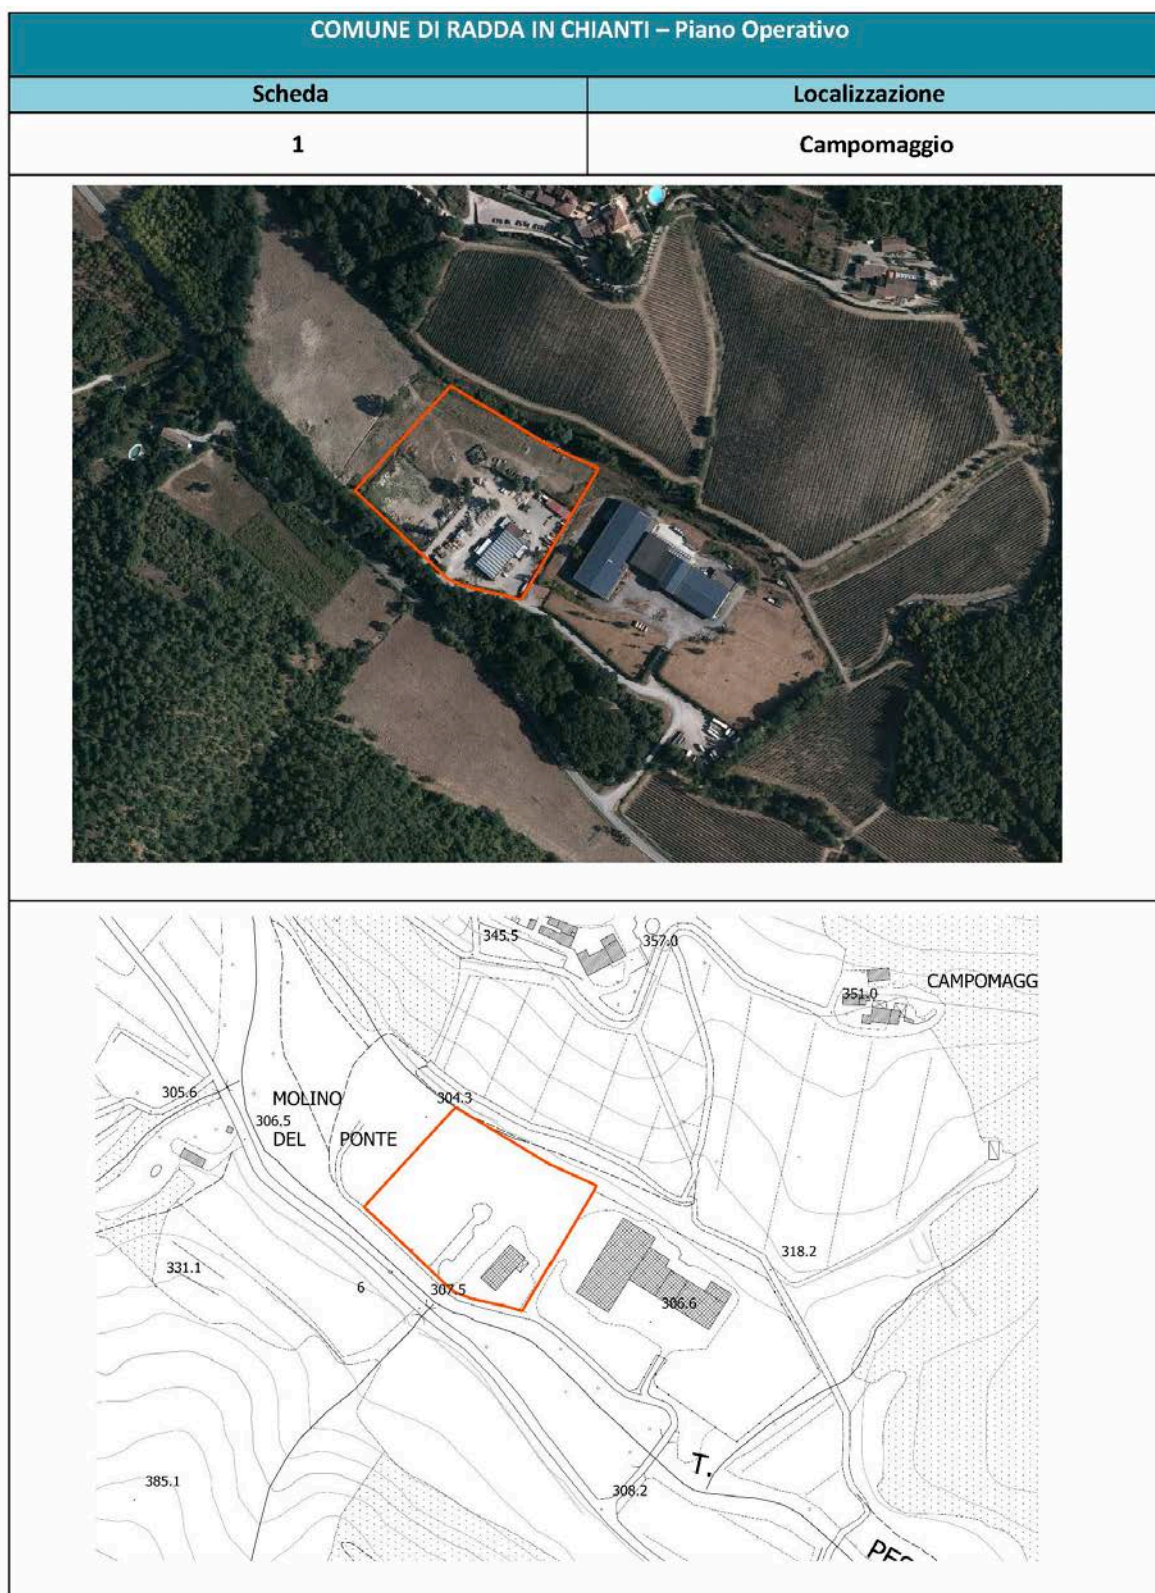 COMUNE DI RADDA IN CHIANTI – Piano Operativo
Scheda
Localizzazione
1
Campomaggio
345.5
357.0
351.0
CAMPOMAGG
305.6
MOLINO
304.3
306.5
DEL PONTE
318.2
331.1
6
307.5
306.6
T.
385.1
308.2